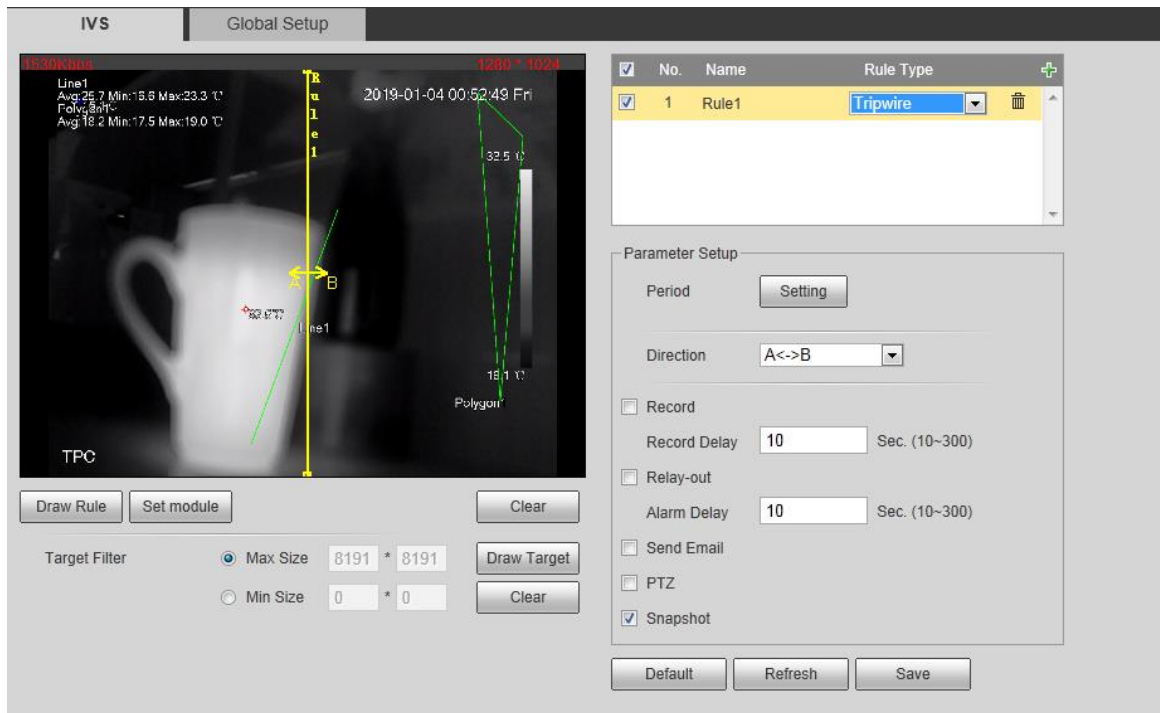 IVS
Global Setup
1530Kbps
1280 * 1024
Line1
Avg:25.7 Min:16.6 Max:23.3 ℃
Avg:18.2 Min:17.5 Max:19.0 ℃
2019-01-04 00:52:49 Fri
Rule1
32.5 ℃
A
B
Line1
18.1 ℃
Polygon1
TPC
Draw Rule
Set module
Clear
Target Filter
Max Size
8191 * 8191
Draw Target
Min Size
0 * 0
Clear
No. Name Rule Type
1 Rule1 Tripwire
Parameter Setup
Period
Setting
Direction
A<->B
Record
Record Delay
10
Sec. (10~300)
Relay-out
Alarm Delay
10
Sec. (10~300)
Send Email
PTZ
Snapshot
Default
Refresh
Save